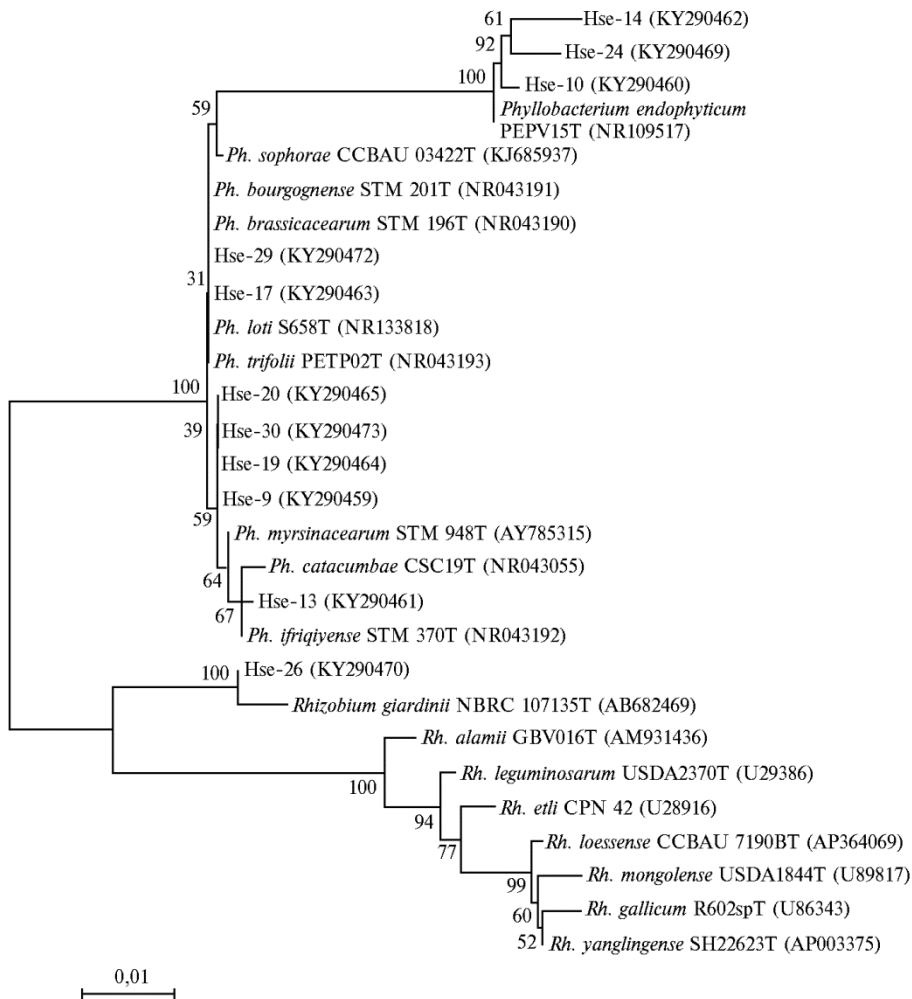 61
Hse-14 (KY290462)
92
Hse-24 (KY290469)
100
Hse-10 (KY290460)
Phyllobacterium endophyticum
PEPV15T (NR109517)
59
Ph. sophorae CCBAU 03422T (KJ685937)
Ph. bourgognense STM 201T (NR043191)
Ph. brassicacearum STM 196T (NR043190)
Hse-29 (KY290472)
31
Hse-17 (KY290463)
Ph. loti S658T (NR133818)
Ph. trifolii PETP02T (NR043193)
100
Hse-20 (KY290465)
39
Hse-30 (KY290473)
Hse-19 (KY290464)
Hse-9 (KY290459)
59
Ph. myrsinacearum STM 948T (AY785315)
Ph. catacumbae CSC19T (NR043055)
64
Hse-13 (KY290461)
67
Ph. ifriqiyense STM 370T (NR043192)
100
Hse-26 (KY290470)
Rhizobium giardinii NBRC 107135T (AB682469)
Rh. alamii GBV016T (AM931436)
100
Rh. leguminosarum USDA2370T (U29386)
Rh. etli CPN 42 (U28916)
94
Rh. loessense CCBAU 7190BT (AP364069)
77
Rh. mongolense USDA1844T (U89817)
99
Rh. gallicum R602spT (U86343)
60
Rh. yanglingense SH22623T (AP003375)
52
0,01